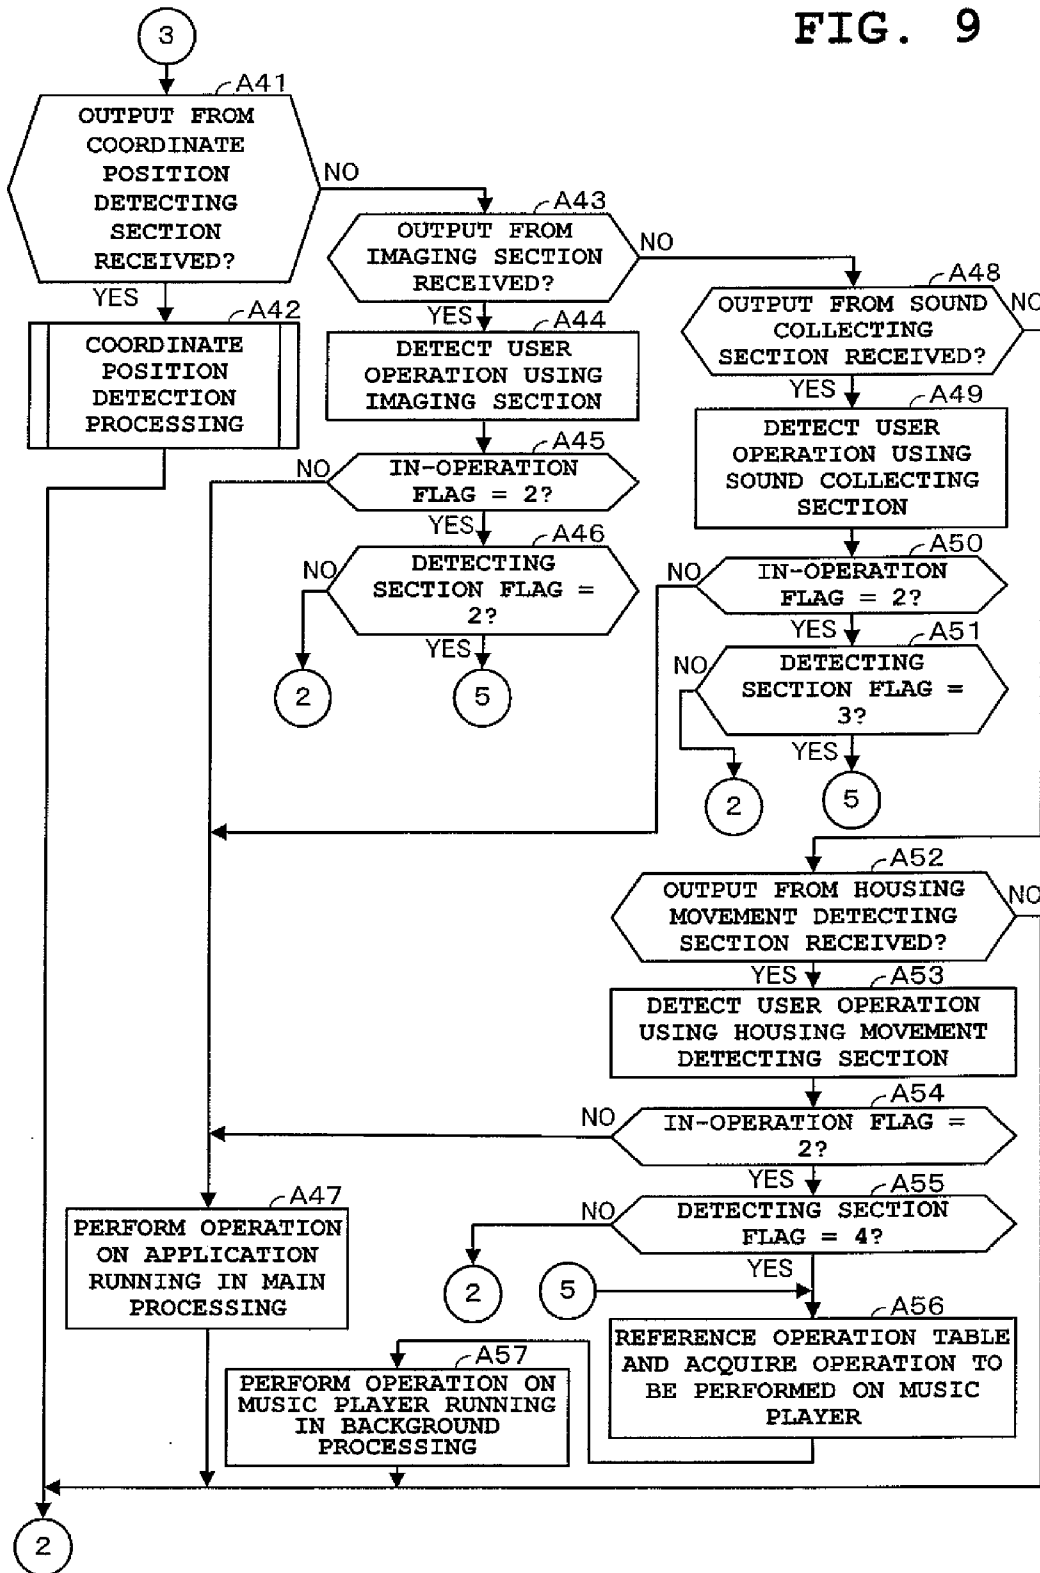 FIG. 9
3
A41
OUTPUT FROM
COORDINATE
POSITION
DETECTING
SECTION
RECEIVED?
NO
YES
A42
COORDINATE
POSITION
DETECTION
PROCESSING
A43
OUTPUT FROM
IMAGING SECTION
RECEIVED?
NO
YES
A44
DETECT USER
OPERATION USING
IMAGING SECTION
A45
NO
IN-OPERATION
FLAG = 2?
YES
A46
NO
DETECTING
SECTION FLAG =
2?
YES
2
5
A48
OUTPUT FROM SOUND
COLLECTING
SECTION RECEIVED?
NO
YES
A49
DETECT USER
OPERATION USING
SOUND COLLECTING
SECTION
A50
NO
IN-OPERATION
FLAG = 2?
YES
A51
NO
DETECTING
SECTION FLAG =
3?
YES
2
5
A52
OUTPUT FROM HOUSING
MOVEMENT DETECTING
SECTION RECEIVED?
NO
YES
A53
DETECT USER OPERATION
USING HOUSING MOVEMENT
DETECTING SECTION
A54
NO
IN-OPERATION FLAG =
2?
YES
A55
NO
DETECTING SECTION
FLAG = 4?
YES
2
5
A47
PERFORM OPERATION
ON APPLICATION
RUNNING IN MAIN
PROCESSING
A56
REFERENCE OPERATION TABLE
AND ACQUIRE OPERATION TO
BE PERFORMED ON MUSIC
PLAYER
A57
PERFORM OPERATION ON
MUSIC PLAYER RUNNING
IN BACKGROUND
PROCESSING
2